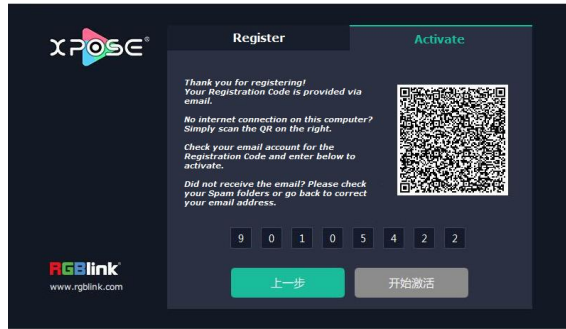 XPOSE®
Register
Activate
Thank you for registering!
Your Registration Code is provided via
email.
No internet connection on this computer?
Simply scan the QR on the right.
Check your email account for the
Registration Code and enter below to
activate.
Did not receive the email? Please check
your Spam folders or go back to correct
your email address.
9 0 1 0 5 4 2 2
上一步
开始激活
RGBlink®
www.rgblink.com